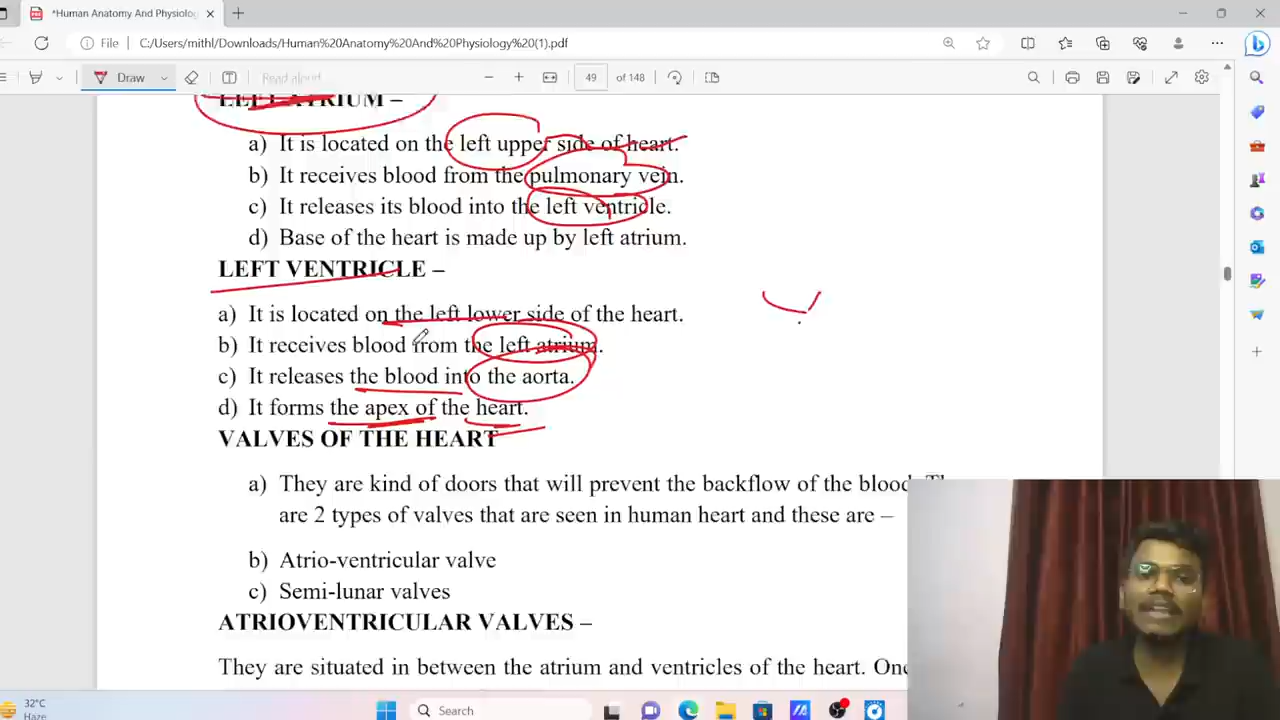 *Human Anatomy And Physiolog
File
C:/Users/mithl/Downloads/Human%20Anatomy%20And%20Physiology%20(1).pdf
Draw
Read aloud
49 of 148
LEFT ATRIUM –
a) It is located on the left upper side of heart.
b) It receives blood from the pulmonary vein.
c) It releases its blood into the left ventricle.
d) Base of the heart is made up by left atrium.
LEFT VENTRICLE –
a) It is located on the left lower side of the heart.
b) It receives blood from the left atrium.
c) It releases the blood into the aorta.
d) It forms the apex of the heart.
VALVES OF THE HEART
a) They are kind of doors that will prevent the backflow of the blood.
are 2 types of valves that are seen in human heart and these are –
b) Atrio-ventricular valve
c) Semi-lunar valves
ATRIOVENTRICULAR VALVES –
They are situated in between the atrium and ventricles of the heart. One
32°C
Haze
Search